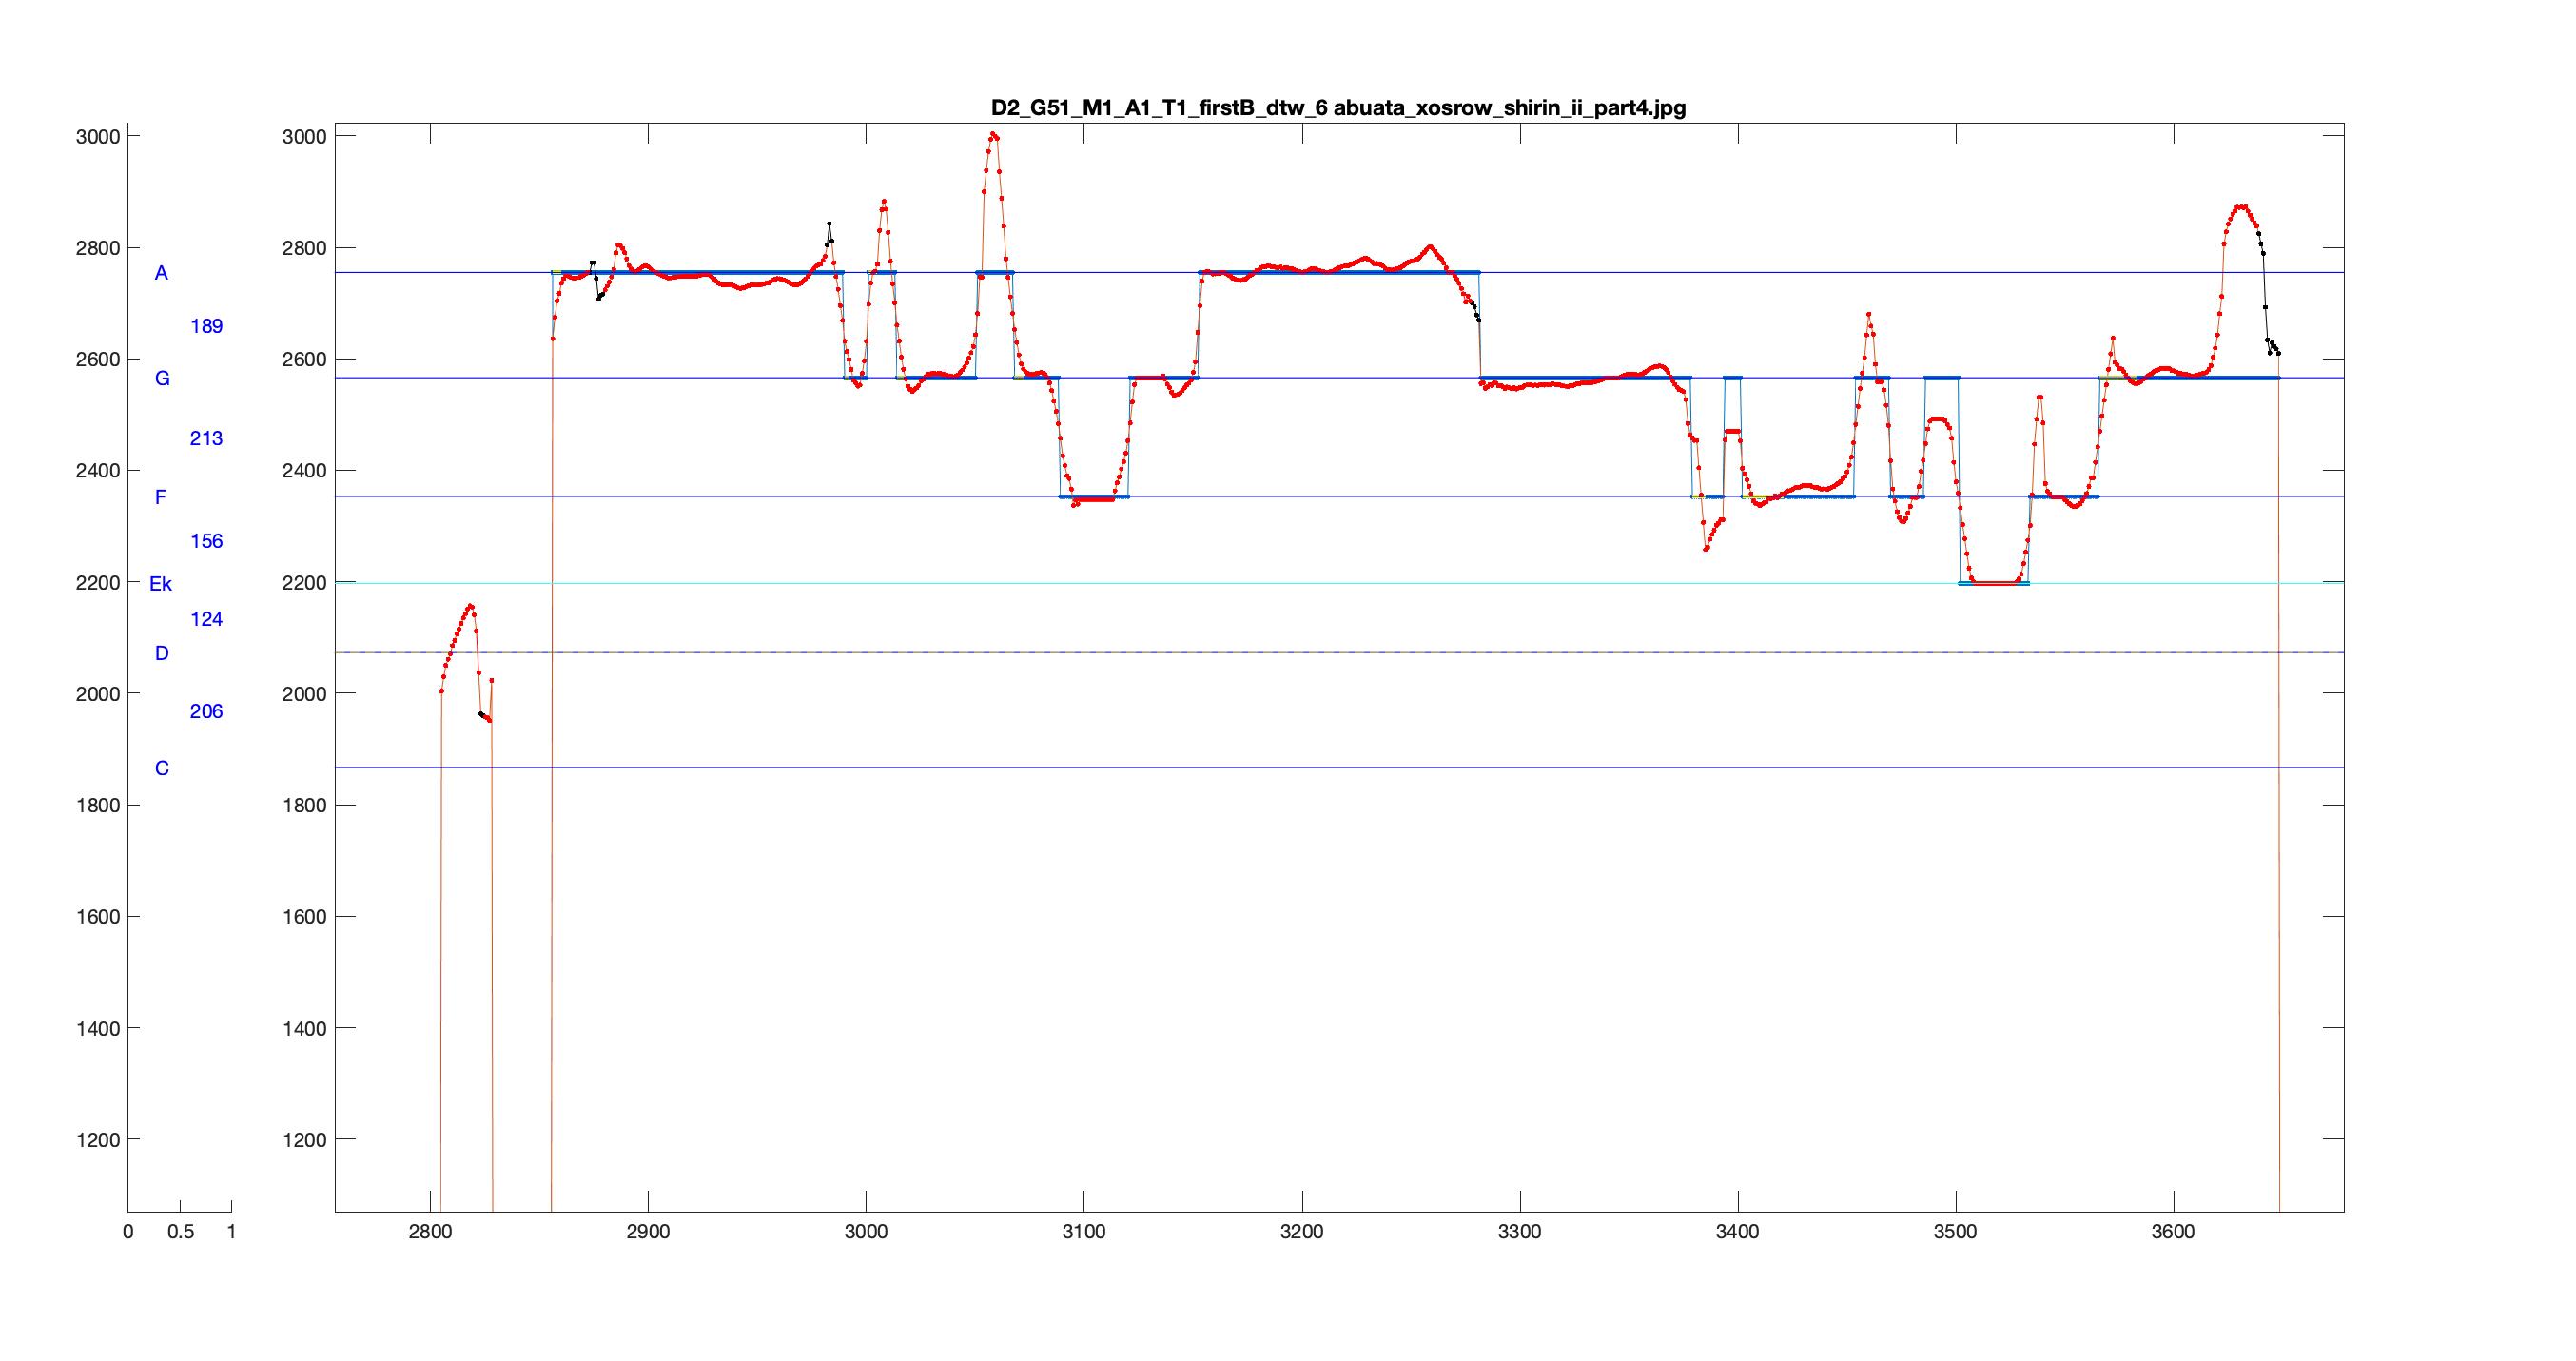 D2_G51_M1_A1_T1_firstB_dtw_6 abuata_xosrow_shirin_ii_part4.jpg
3000 3000
2800 2800
A
189
2600 2600
G
213
2400 2400
F
156
2200 Ek 2200
124
D
2000 2000
206
C
1800 1800
1600 1600
1400 1400
1200 1200
0 0.5 1 2800 2900 3000 3100 3200 3300 3400 3500 3600